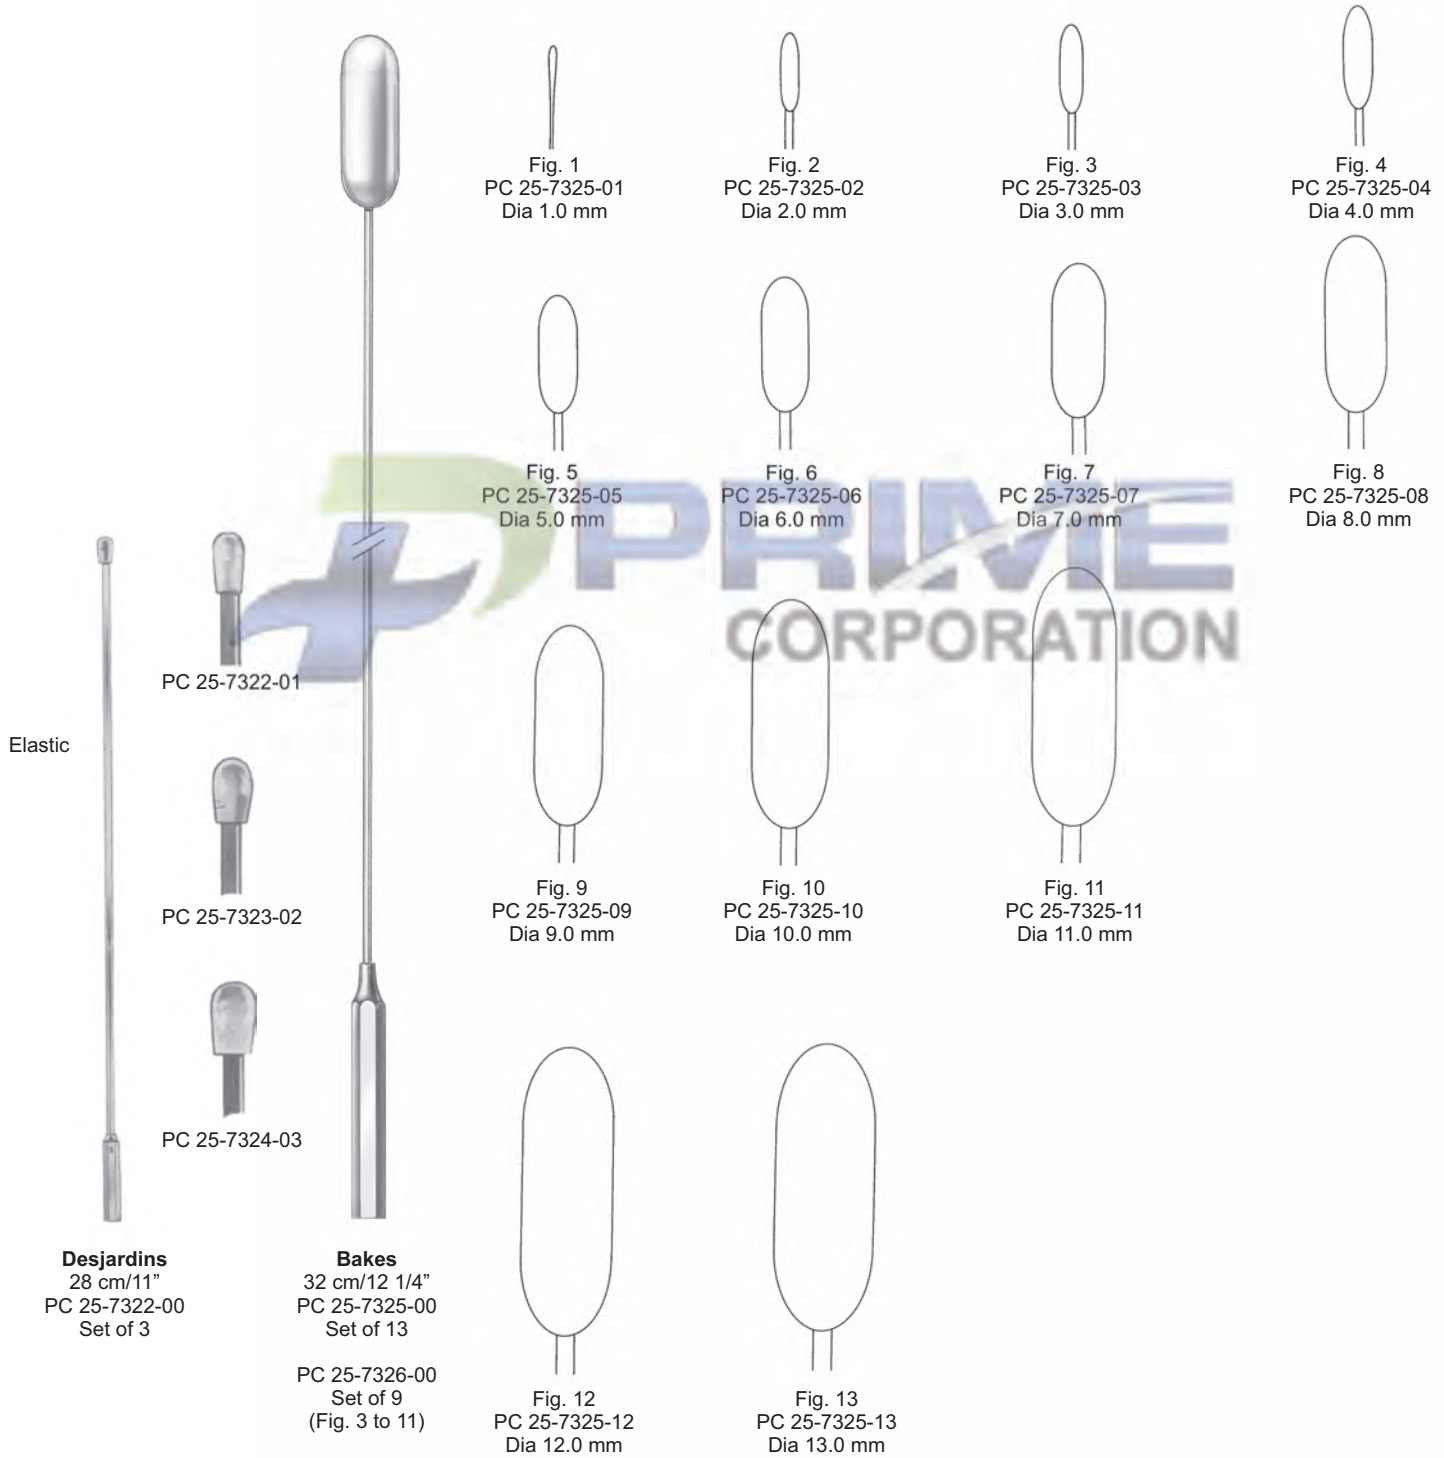 Fig. 1
PC 25-7325-01
Dia 1.0 mm
Fig. 2
PC 25-7325-02
Dia 2.0 mm
Fig. 3
PC 25-7325-03
Dia 3.0 mm
Fig. 4
PC 25-7325-04
Dia 4.0 mm
Fig. 5
PC 25-7325-05
Dia 5.0 mm
Fig. 6
PC 25-7325-06
Dia 6.0 mm
Fig. 7
PC 25-7325-07
Dia 7.0 mm
Fig. 8
PC 25-7325-08
Dia 8.0 mm
PRIME
CORPORATION
PC 25-7322-01
Elastic
PC 25-7323-02
PC 25-7324-03
Fig. 9
PC 25-7325-09
Dia 9.0 mm
Fig. 10
PC 25-7325-10
Dia 10.0 mm
Fig. 11
PC 25-7325-11
Dia 11.0 mm
Desjardins
28 cm/11”
PC 25-7322-00
Set of 3
Bakes
32 cm/12 1/4”
PC 25-7325-00
Set of 13
PC 25-7326-00
Set of 9
(Fig. 3 to 11)
Fig. 12
PC 25-7325-12
Dia 12.0 mm
Fig. 13
PC 25-7325-13
Dia 13.0 mm